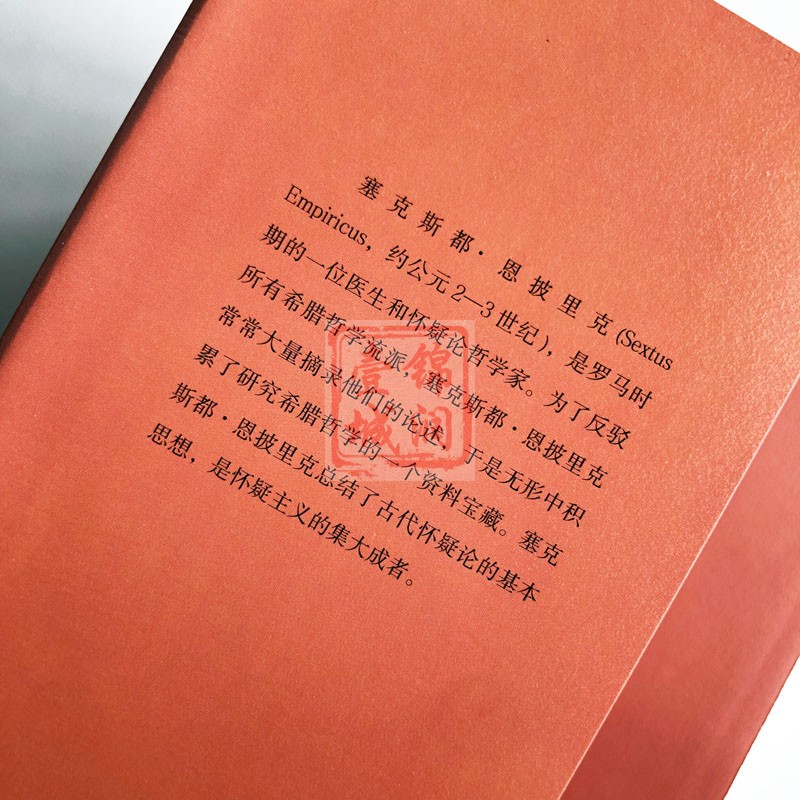 塞克斯都·恩披里克(Sextus
Empiricus，约公元2—3世纪)，是罗马时
期的一位医生和怀疑论哲学家。为了反驳
所有希腊哲学流派，塞克斯都·恩披里克
常常大量摘录他们的论述，于是无形中积
累了研究希腊哲学的一个资料宝藏。塞克
斯都·恩披里克总结了古代怀疑论的基本
思想，是怀疑主义的集大成者。
锦润
壹城